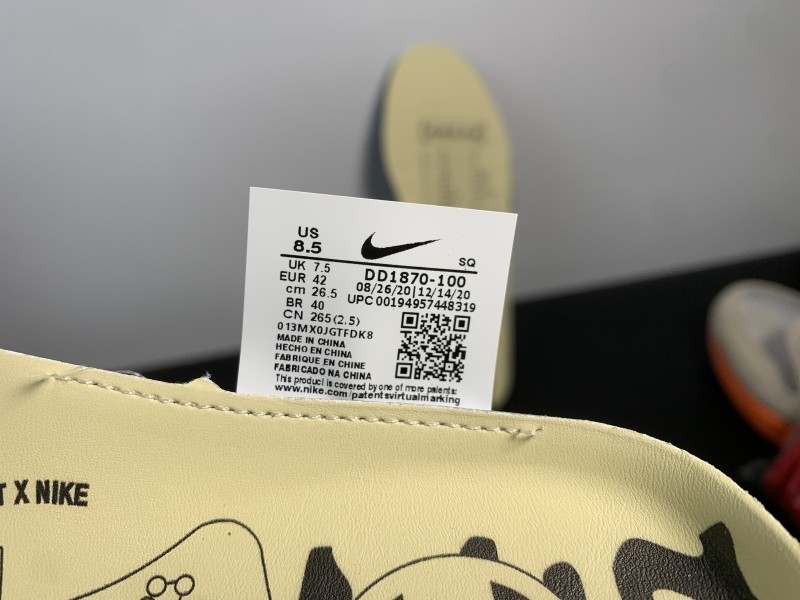 US
8.5
SQ
UK 7.5
EUR 42
cm 26.5
BR 40
CN 265(2.5)
DD1870-100
08/26/20|12/14/20
UPC 00194957448319
013MX0JGTFDK8
MADE IN CHINA
HECHO EN CHINA
FABRIQUE EN CHINE
FABRICADO NA CHINA
This product is covered by one of more patents:
www.nike.com/patentsvirtualmarking
T X NIKE